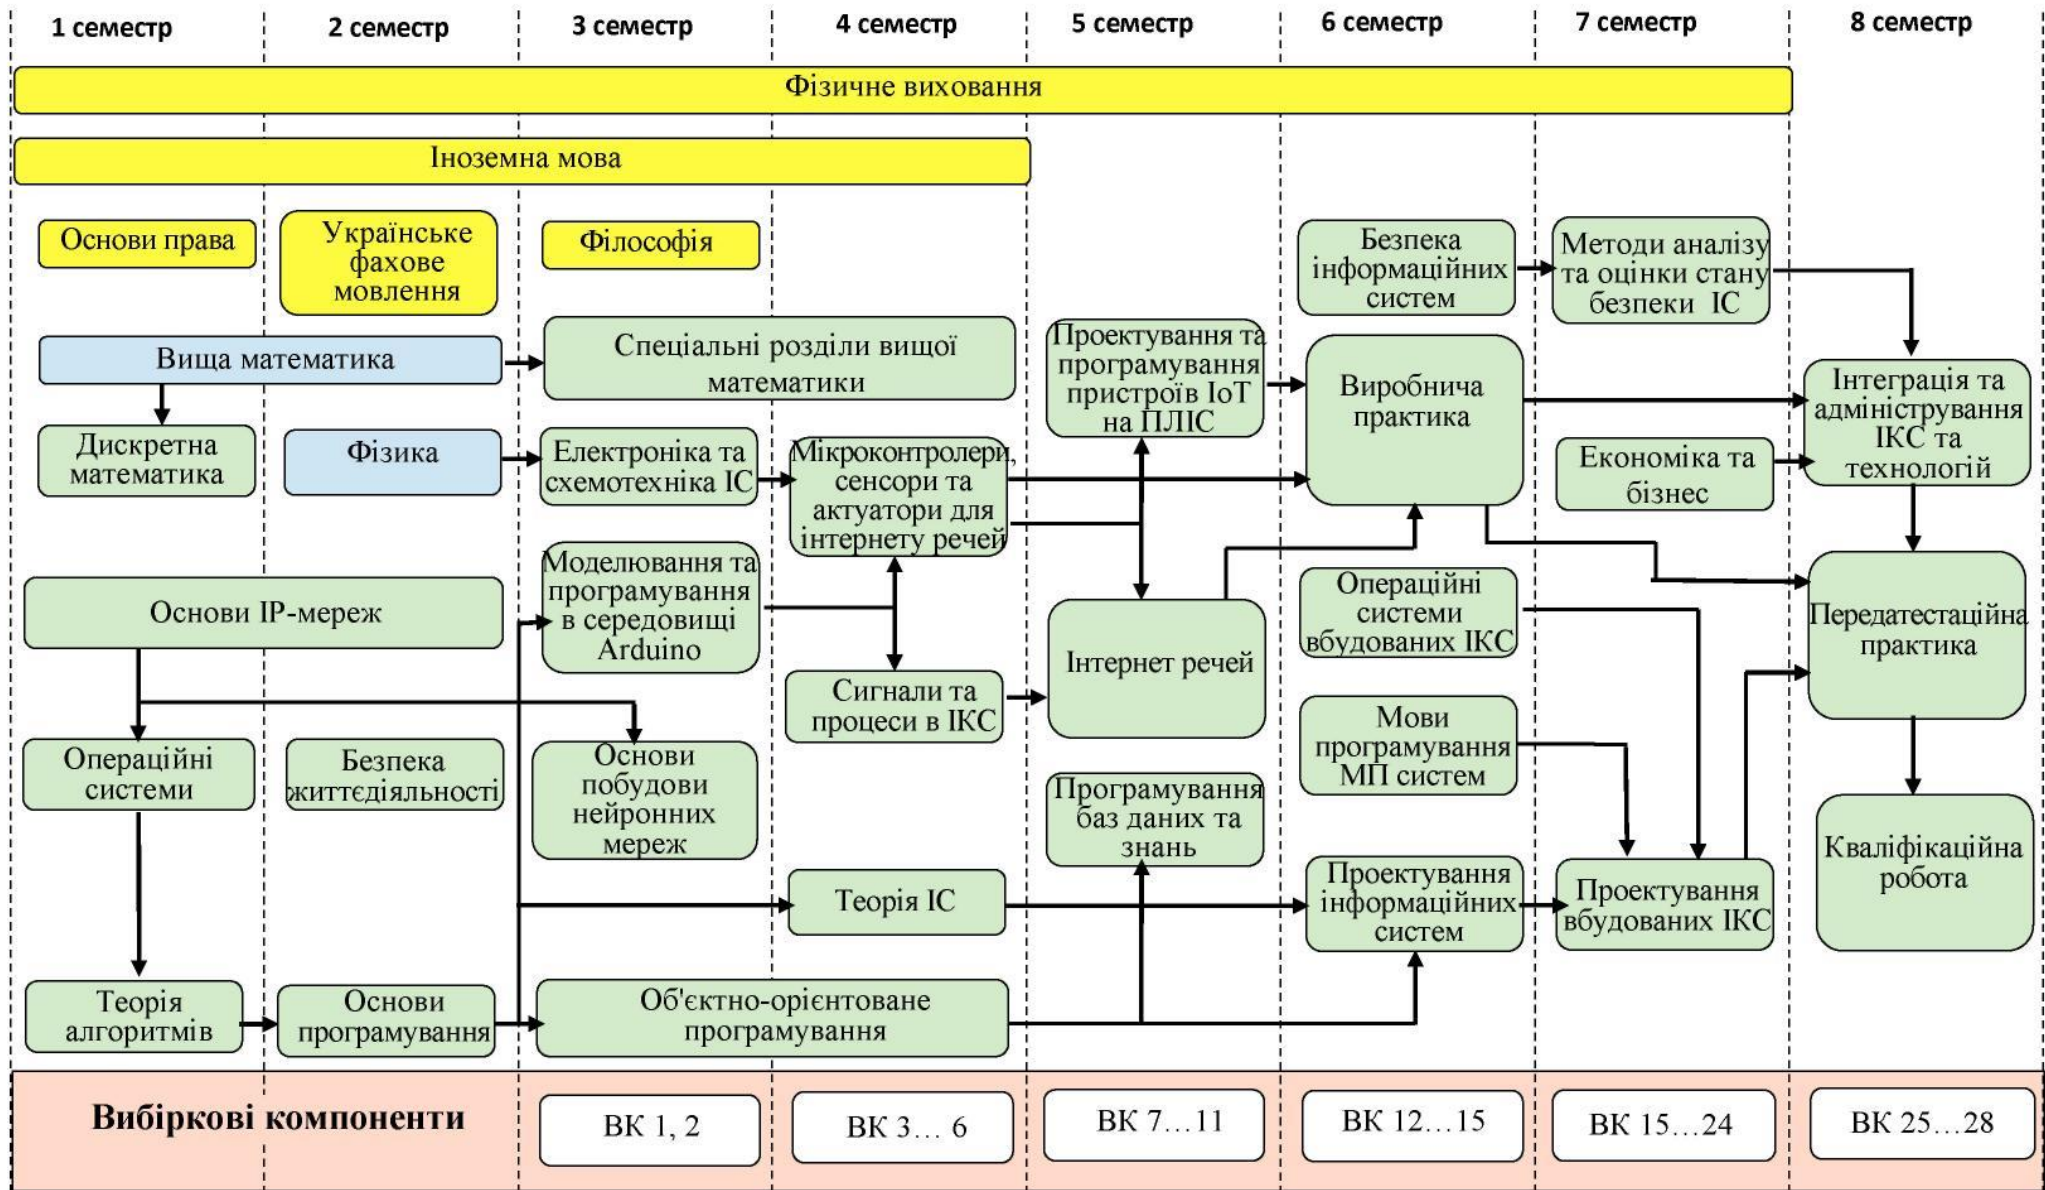 1 семестр
2 семестр
3 семестр
4 семестр
5 семестр
6 семестр
7 семестр
8 семестр
Фізичне виховання
Іноземна мова
Основи права
Українське
фахове
мовлення
Філософія
Безпека
інформаційних
систем
Методи аналізу
та оцінки стану
безпеки ІС
Вища математика
Спеціальні розділи вищої
математики
Проектування та
програмування
пристроїв ІоТ
на ПЛІС
Виробнича
практика
Інтеграція та
адміністрування
ІКС та
технологій
Дискретна
математика
Фізика
Електроніка та
схемотехніка ІС
Мікроконтролери,
сенсори та
актуатори для
інтернету речей
Економіка та
бізнес
Основи ІР-мереж
Моделювання та
програмування
в середовищі
Arduino
Сигнали та
процеси в ІКС
Інтернет речей
Операційні
системи
вбудованих ІКС
Передатестаційна
практика
Операційні
системи
Безпека
життєдіяльності
Основи
побудови
нейронних
мереж
Програмування
баз даних та
знань
Мови
програмування
МП систем
Теорія ІС
Проектування
інформаційних
систем
Проектування
вбудованих ІКС
Кваліфікаційна
робота
Теорія
алгоритмів
Основи
програмування
Об'єктно-орієнтоване
програмування
Вибіркові компоненти
ВК 1, 2
ВК 3… 6
ВК 7…11
ВК 12…15
ВК 15…24
ВК 25…28